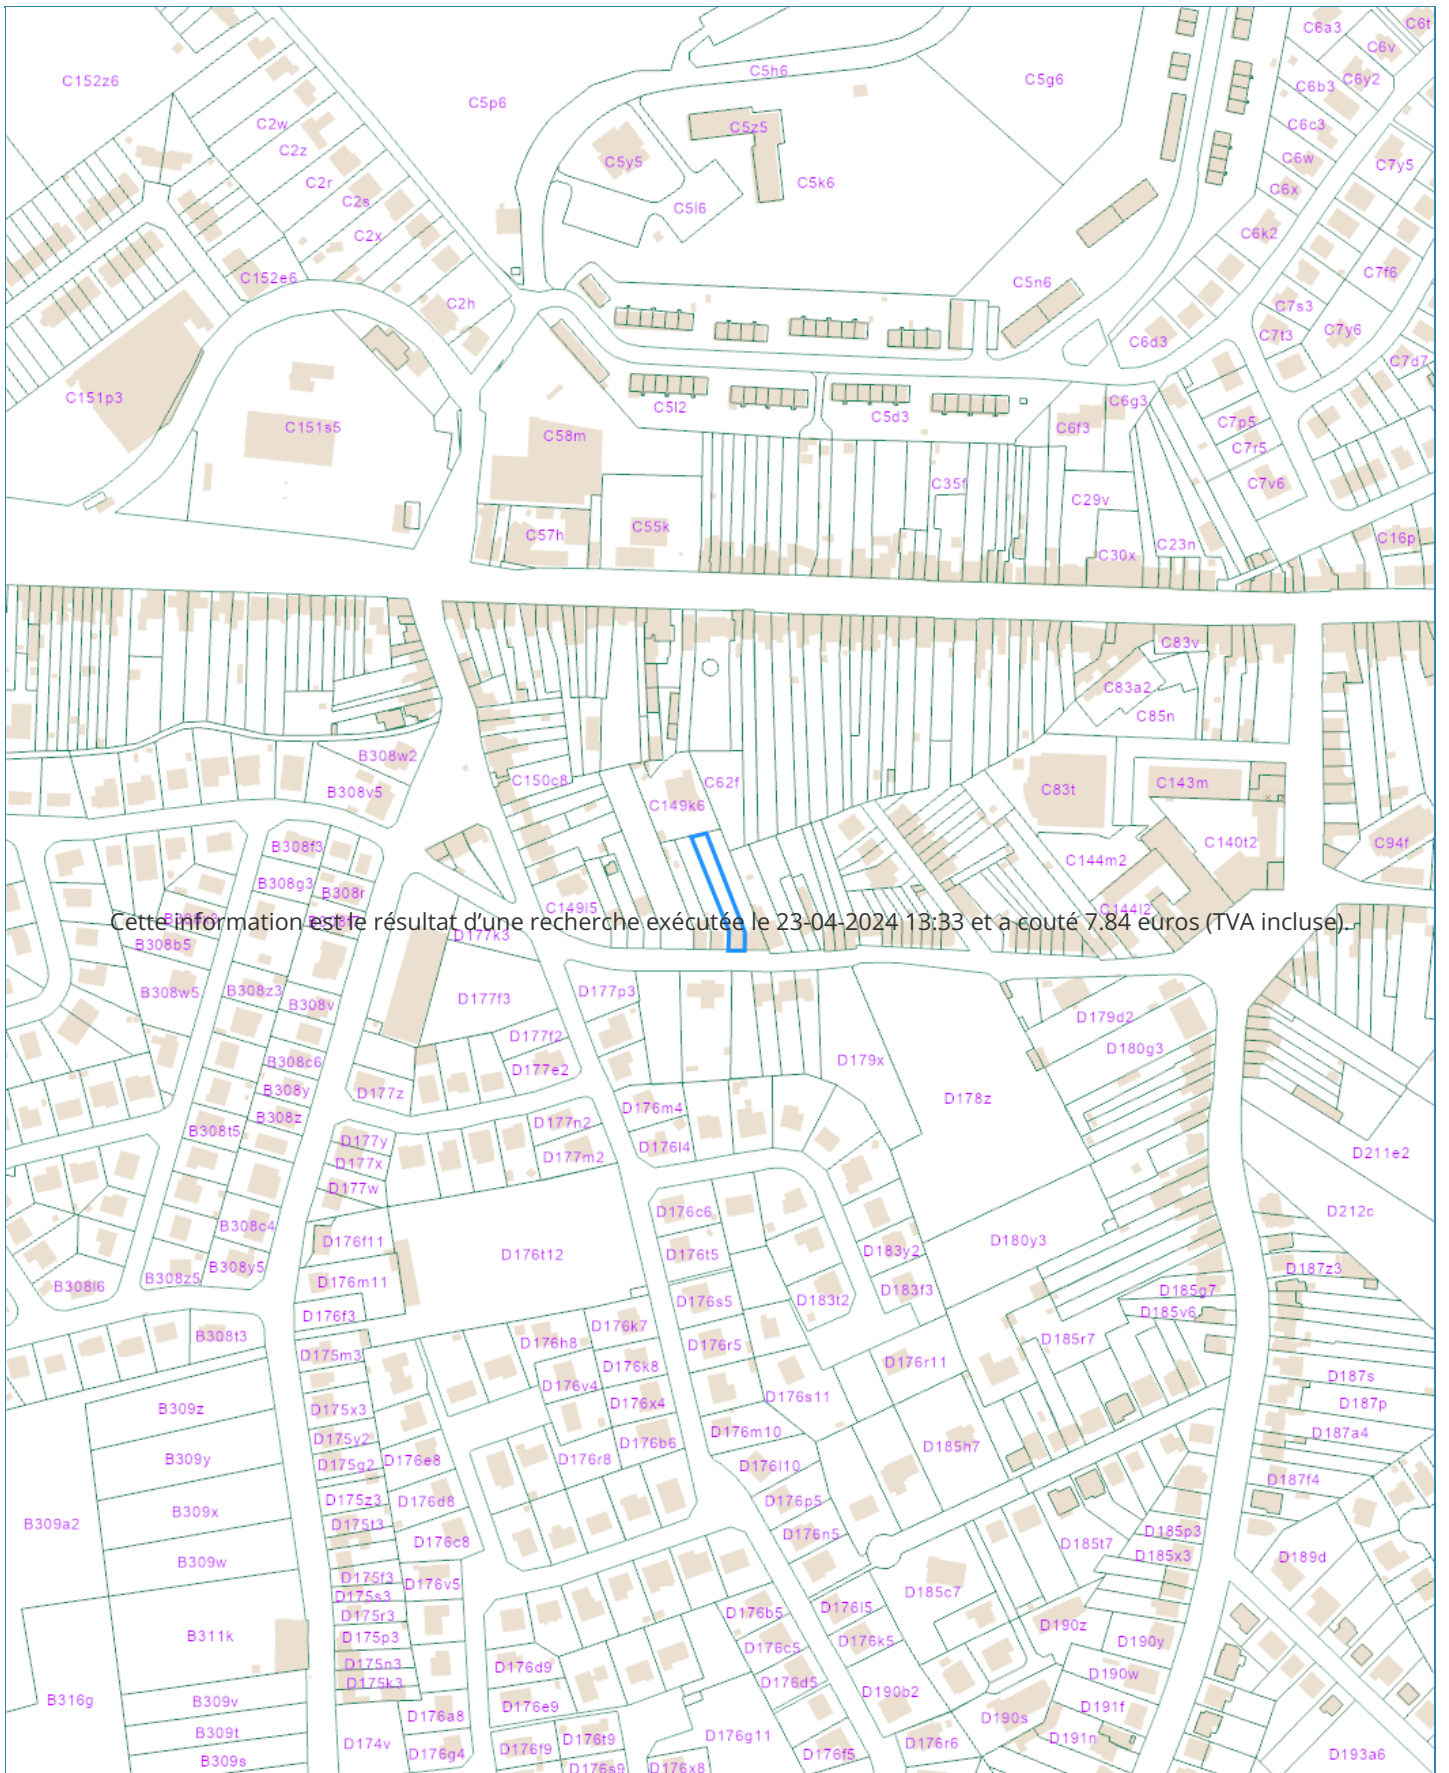 C6a3
C6t
C6v
C152z6
C5h6
C5g6
C6y2
C6b3
C5p6
C2w
C5z5
C6c3
C2z
C5y5
C6w
C7y5
C2r
C5k6
C6x
C2s
C5l6
C2x
C6k2
C152e6
C5n6
C7f6
C2h
C7s3
C7t3
C7y6
C6d3
C7d7
C151p3
C5l2
C5d3
C6g3
C151s5
C58m
C6f3
C7p5
C7r5
C35f
C7v6
C29v
C57h
C55k
C30x
C23n
C16p
C83v
C83a2
C85n
B308w2
C150c8
C62f
C143m
B308v5
C149k6
C83t
B308f3
C140t2
C94f
C144m2
B308g3
B308r
C149l5
C144l2
Cette information est le résultat d’une recherche exécutée le 23-04-2024 13:33 et a couté 7.84 euros (TVA incluse).
D177k3
B308b5
B308w5
B308z3
B308v
D177f3
D177p3
D179d2
D177f2
D180g3
B308c6
D177e2
D179x
B308y
D177z
D178z
B308z
D176m4
B308t5
D177n2
D177y
D176l4
D177x
D177m2
D211e2
D177w
D176c6
D212c
B308c4
D176f11
D176t12
D176t5
D183y2
D180y3
B308y5
B308z5
B308l6
D176m11
D183f3
D187z3
D176s5
D183t2
D185g7
D176f3
D185v6
B308t3
D176h8
D176k7
D176r5
D185r7
D175m3
D176k8
D176r11
D176v4
D187s
B309z
D175x3
D176x4
D176s11
D187p
D175y2
D176b6
D176m10
D187a4
B309y
D175g2
D176e8
D176r8
D185h7
D176l10
D187f4
D175z3
D176d8
D176p5
B309x
B309a2
D175t3
D176n5
D185p3
D176c8
D185t7
D185x3
D189d
B309w
D175f3
D176v5
D185c7
D175s3
D176l5
D175r3
D176b5
B311k
D175p3
D176c5
D176k5
D190z
D190y
D175n3
D176d9
D190w
D175k3
D176d5
B316g
B309v
D176e9
D190b2
D191f
D176a8
D190s
B309t
D174v
D176t9
D176g11
D191n
D176r6
D176g4
D176f9
D176f5
D193a6
B309s
D176s9
D176x8